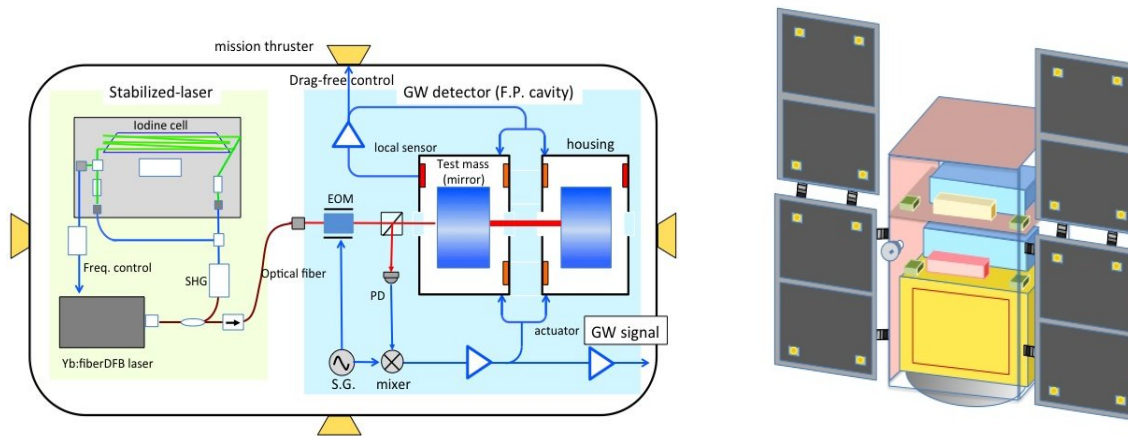 mission thruster
Drag-free control
Stabilized-laser
GW detector (F.P. cavity)
Iodine cell
local sensor
housing
Test mass
(mirror)
EOM
Freq. control
SHG
Optical fiber
PD
actuator
GW signal
Yb:fiberDFB laser
S.G.
mixer